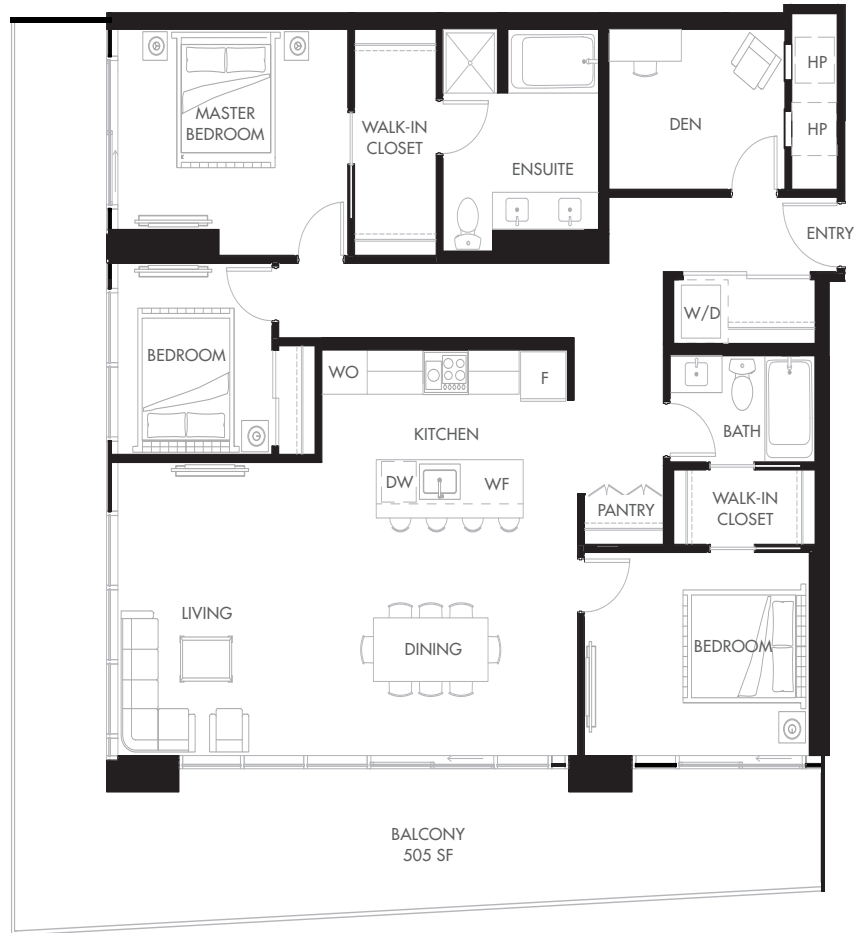 HP
MASTER
BEDROOM
WALK-IN
CLOSET
DEN
HP
ENSUITE
ENTRY
W/D
BEDROOM
WO
F
KITCHEN
BATH
DW
WF
PANTRY
WALK-IN
CLOSET
LIVING
DINING
BEDROOM
BALCONY
505 SF